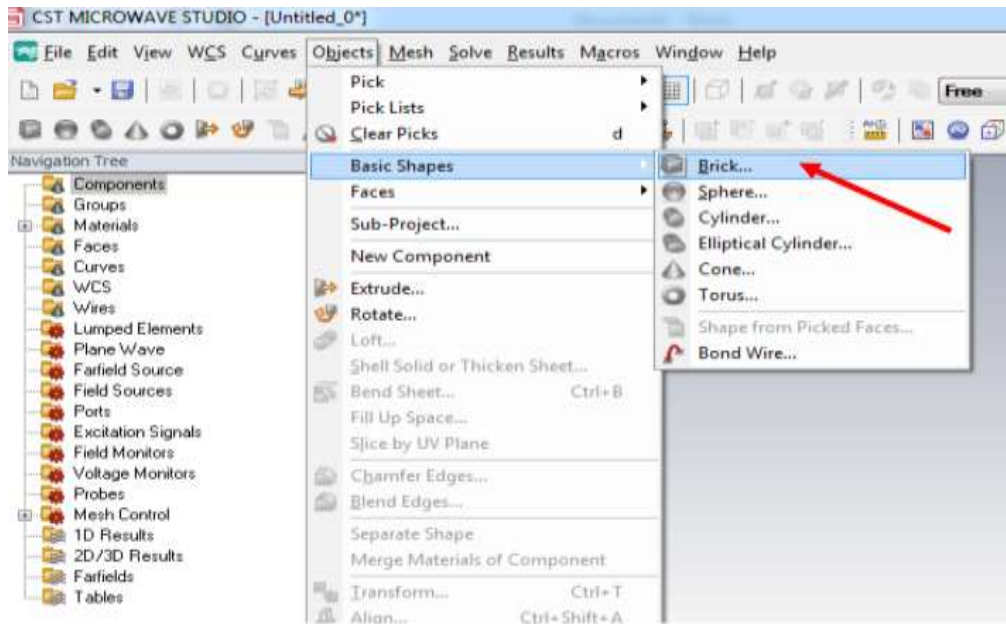 CST MICROWAVE STUDIO - [Untitled_0*]
File Edit View WCS Curves Objects Mesh Solve Results Macros Window Help
Free
Navigation Tree
Components
Groups
Materials
Faces
Curves
WCS
Wires
Lumped Elements
Plane Wave
Farfield Source
Field Sources
Ports
Excitation Signals
Field Monitors
Voltage Monitors
Probes
Mesh Control
1D Results
2D/3D Results
Farfields
Tables
Pick
Pick Lists
Clear Picks d
Basic Shapes
Faces
Sub-Project...
New Component
Extrude...
Rotate...
Loft...
Shell Solid or Thicken Sheet...
Bend Sheet... Ctrl+B
Fill Up Space...
Slice by UV Plane
Chamfer Edges...
Blend Edges...
Separate Shape
Merge Materials of Component
Transform... Ctrl+T
Align... Ctrl+Shift+A
Brick...
Sphere...
Cylinder...
Elliptical Cylinder...
Cone...
Torus...
Shape from Picked Faces...
Bond Wire...